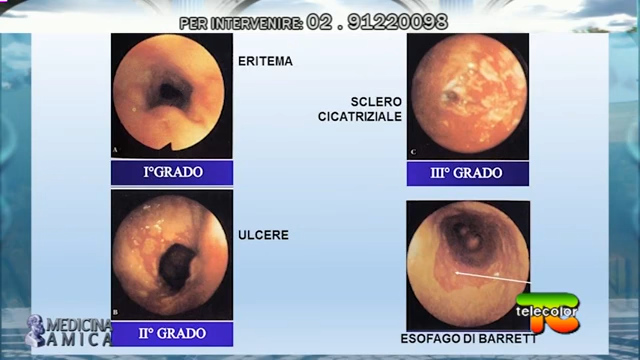 PER INTERVENIRE: 02 . 91220098
ERITEMA
A
I°GRADO
SCLERO
CICATRIZIALE
C
III° GRADO
ULCERE
B
II° GRADO
ESOFAGO DI BARRETT
MEDICINA
AMICA
telecolor